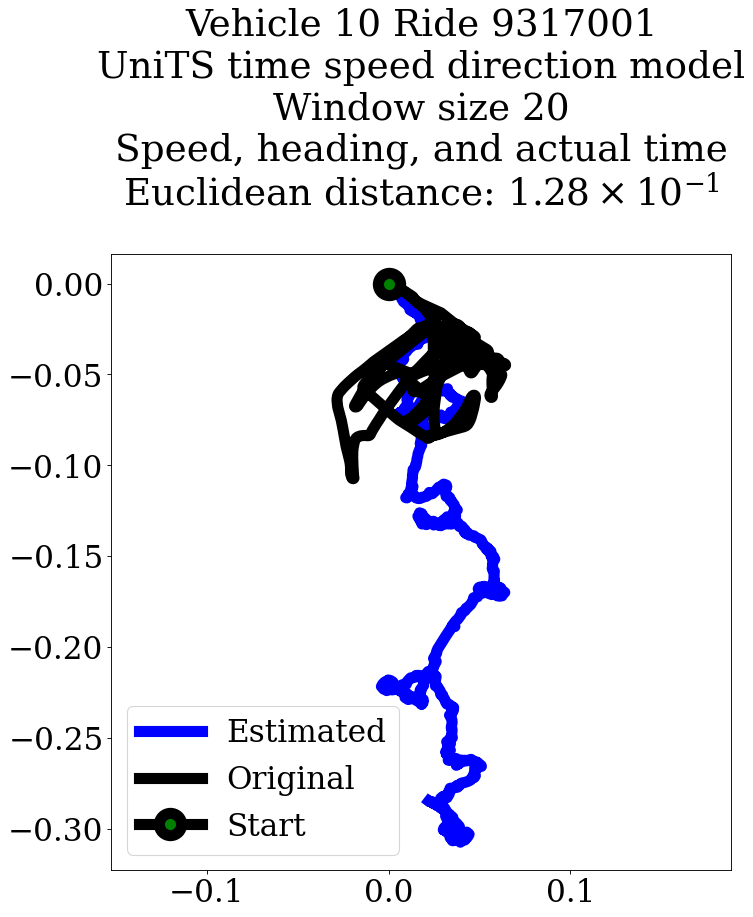 Vehicle 10 Ride 9317001
UniTS time speed direction model
Window size 20
Speed, heading, and actual time
Euclidean distance: $1.28 \times 10^{-1}$
0.00
−0.05
−0.10
−0.15
−0.20
−0.25
−0.30
Estimated
Original
Start
−0.1
0.0
0.1